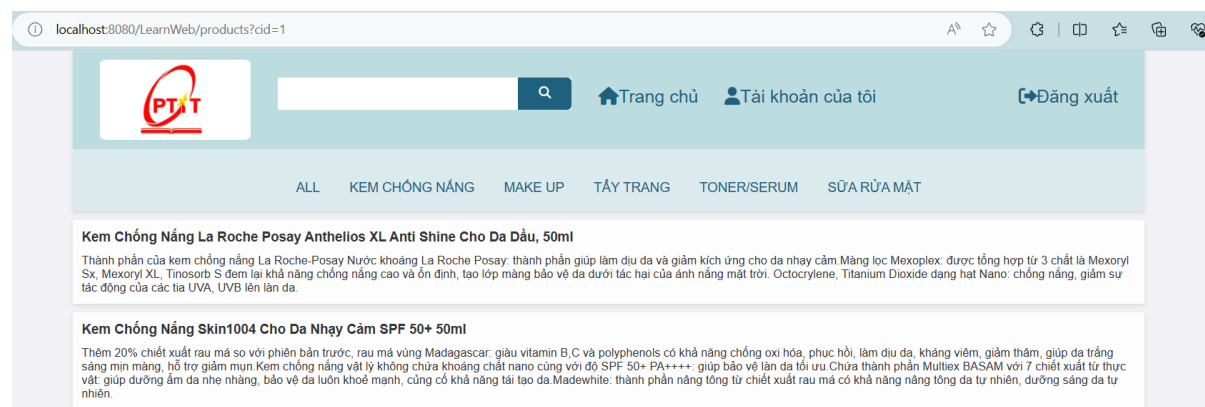 localhost:8080/LearnWeb/products?cid=1
PTIT
Trang chủ Tài khoản của tôi Đăng xuất
ALL KEM CHỐNG NẮNG MAKE UP TẨY TRANG TONER/SERUM SỮA RỬA MẶT
Kem Chống Nắng La Roche Posay Anthelios XL Anti Shine Cho Da Dầu, 50ml
Thành phần của kem chống nắng La Roche-Posay Nước khoáng La Roche Posay: thành phần giúp làm dịu da và giảm kích ứng cho da nhạy cảm.Màng lọc Mexoplex: được tổng hợp từ 3 chất là Mexoryl
Sx, Mexoryl XL, Tinosorb S đem lại khả năng chống nắng cao và ổn định, tạo lớp màng bảo vệ da dưới tác hại của ánh nắng mặt trời. Octocrylene, Titanium Dioxide dạng hạt Nano: chống nắng, giảm sự
tác động của các tia UVA, UVB lên làn da.
Kem Chống Nắng Skin1004 Cho Da Nhạy Cảm SPF 50+ 50ml
Thêm 20% chiết xuất rau má so với phiên bản trước, rau má vùng Madagascar: giàu vitamin B,C và polyphenols có khả năng chống oxi hóa, phục hồi, làm dịu da, kháng viêm, giảm thâm, giúp da trắng
sáng mịn màng, hỗ trợ giảm mụn.Kem chống nắng vật lý không chứa khoáng chất nano cùng với độ SPF 50+ PA++++: giúp bảo vệ làn da tối ưu.Chứa thành phần Multiex BASAM với 7 chiết xuất từ thực
vật: giúp dưỡng ẩm da nhẹ nhàng, bảo vệ da luôn khoẻ mạnh, củng cố khả năng tái tạo da.Madewhite: thành phần nâng tông từ chiết xuất rau má có khả năng nâng tông da tự nhiên, dưỡng sáng da tự
nhiên.